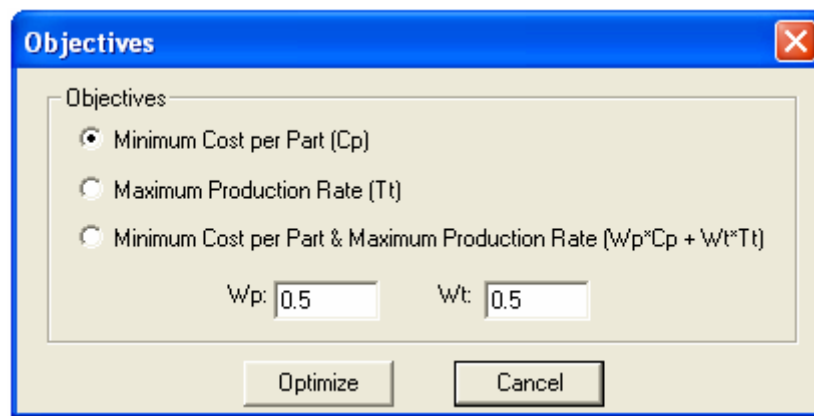 Objectives
Objectives
Minimum Cost per Part (Cp)
Maximum Production Rate (Tt)
Minimum Cost per Part & Maximum Production Rate (Wp*Cp + Wt*Tt)
Wp: 0.5 Wt: 0.5
Optimize Cancel